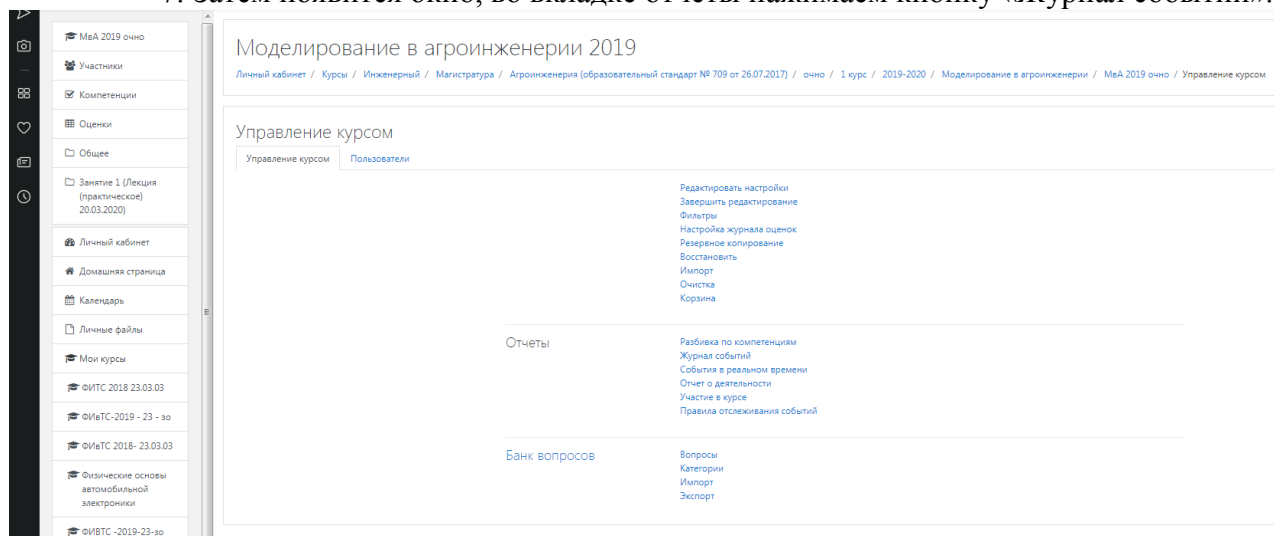 7. Затем появится окно, во вкладке отчеты нажимаем кнопку «Журнал событий».
МвА 2019 очно
Участники
Компетенции
Оценки
Общее
Занятие 1 (Лекция
(практическое)
20.03.2020)
Личный кабинет
Домашняя страница
Календарь
Личные файлы
Мои курсы
ФИТС 2018 23.03.03
ФИвТС-2019 - 23 - зо
ФИвТС 2018- 23.03.03
Физические основы
автомобильной
электроники
ФИВТС -2019-23-зо
Моделирование в агроинженерии 2019
Личный кабинет / Курсы / Инженерный / Магистратура / Агроинженерия (образовательный стандарт № 709 от 26.07.2017) / очно / 1 курс / 2019-2020 / Моделирование в агроинженерии / МвА 2019 очно / Управление курсом
Управление курсом
Управление курсом Пользователи
Редактировать настройки
Завершить редактирование
Фильтры
Настройка журнала оценок
Резервное копирование
Восстановить
Импорт
Очистка
Корзина
Отчеты
Разбивка по компетенциям
Журнал событий
События в реальном времени
Отчет о деятельности
Участие в курсе
Правила отслеживания событий
Банк вопросов
Вопросы
Категории
Импорт
Экспорт